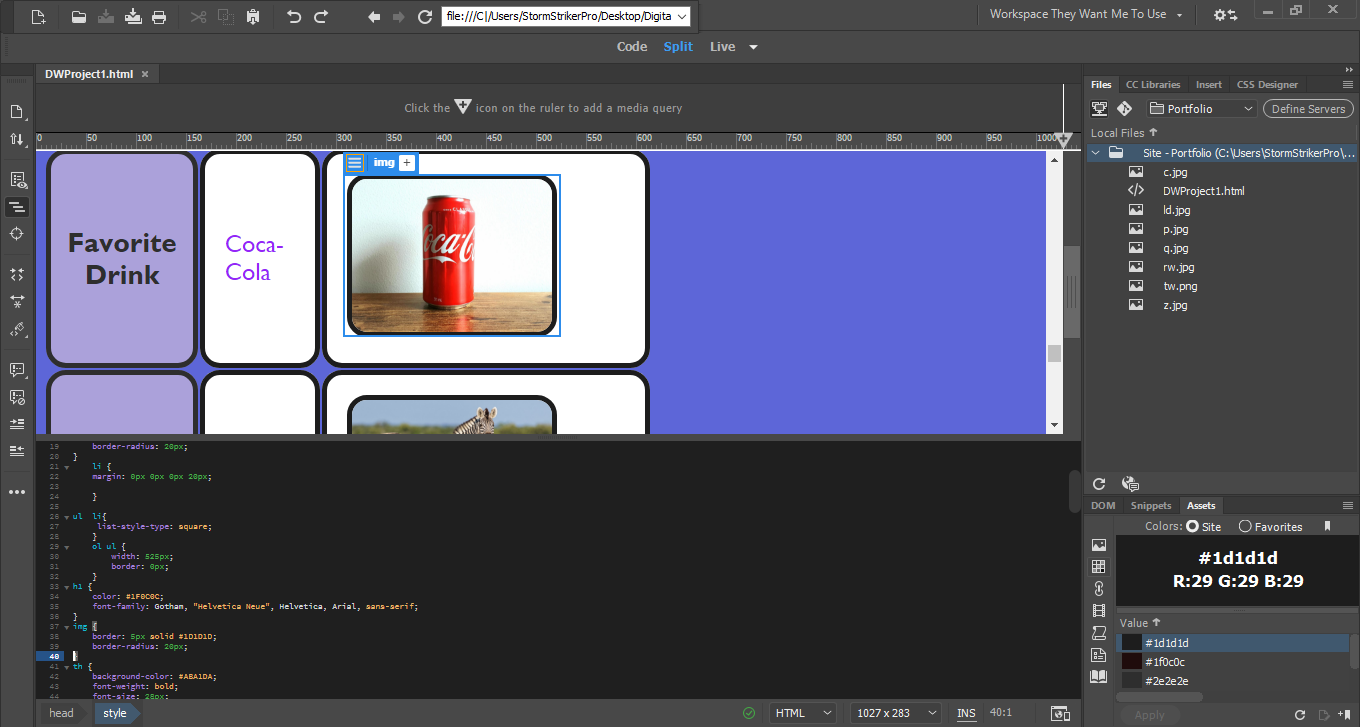 file:///C|/Users/StormStrikerPro/Desktop/Digita
Workspace They Want Me To Use
Code Split Live
DWProject1.html ×
Click the icon on the ruler to add a media query
0 50 100 150 200 250 300 350 400 450 500 550 600 650 700 750 800 850 900 950 1000
img +
Favorite
Drink
Coca-
Cola
Coca-C
19 border-radius: 20px;
20 }
21 li {
22 margin: 0px 0px 0px 20px;
23
24 }
25
26 ul li{
27 list-style-type: square;
28 }
29 ol ul {
30 width: 525px;
31 border: 0px;
32 }
33 h1 {
34 color: #1F0C0C;
35 font-family: Gotham, "Helvetica Neue", Helvetica, Arial, sans-serif;
36 }
37 img {
38 border: 5px solid #1D1D1D;
39 border-radius: 20px;
40 }
41 th {
42 background-color: #ABA1DA;
43 font-weight: bold;
44 font-size: 28px;
head style
HTML 1027 x 283 INS 40:1
Files CC Libraries Insert CSS Designer
Portfolio Define Servers
Local Files
Site - Portfolio (C:\Users\StormStrikerPro\...
c.jpg
DWProject1.html
ld.jpg
p.jpg
q.jpg
rw.jpg
tw.png
z.jpg
DOM Snippets Assets
Colors: Site Favorites
#1d1d1d
R:29 G:29 B:29
Value
#1d1d1d
#1f0c0c
#2e2e2e
Apply